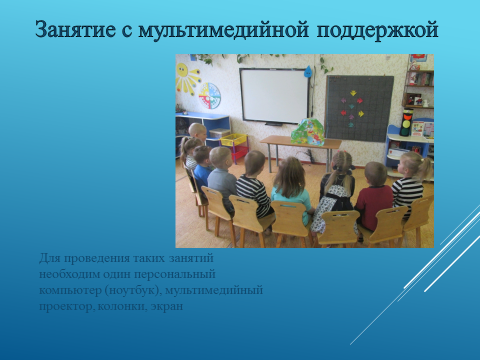 Занятие с мультимедийной поддержкой
Для проведения таких занятий
необходим один персональный
компьютер (ноутбук), мультимедийный
проектор, колонки, экран